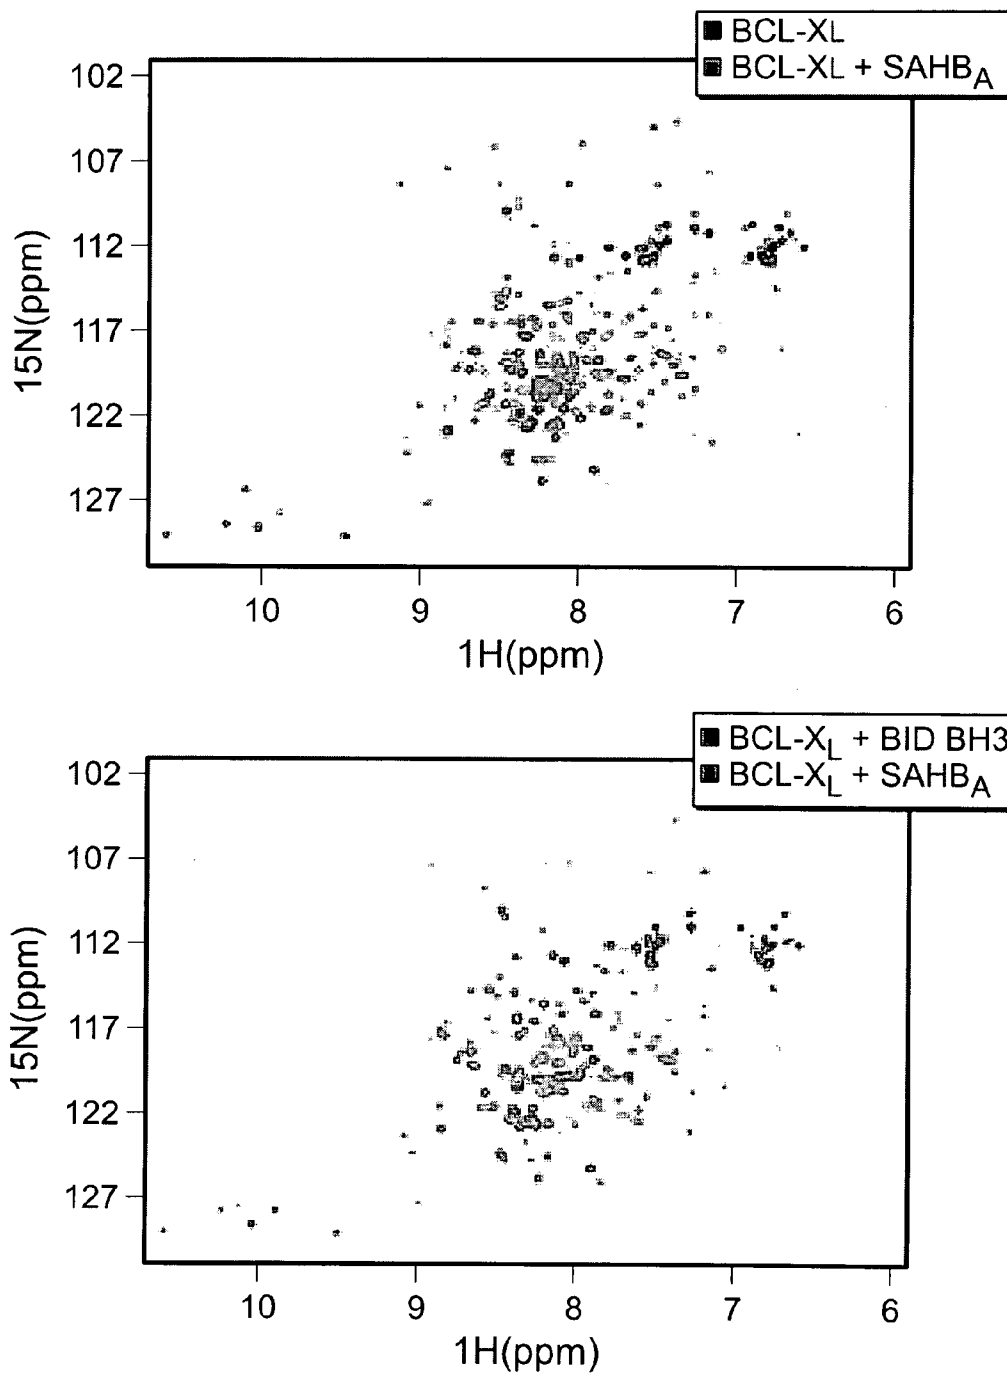 BCL-XL
BCL-XL + SAHBA
102
107
112
117
122
127
15N(ppm)
10 9 8 7 6
1H(ppm)
BCL-XL + BID BH3
BCL-XL + SAHBA
102
107
112
117
122
127
15N(ppm)
10 9 8 7 6
1H(ppm)